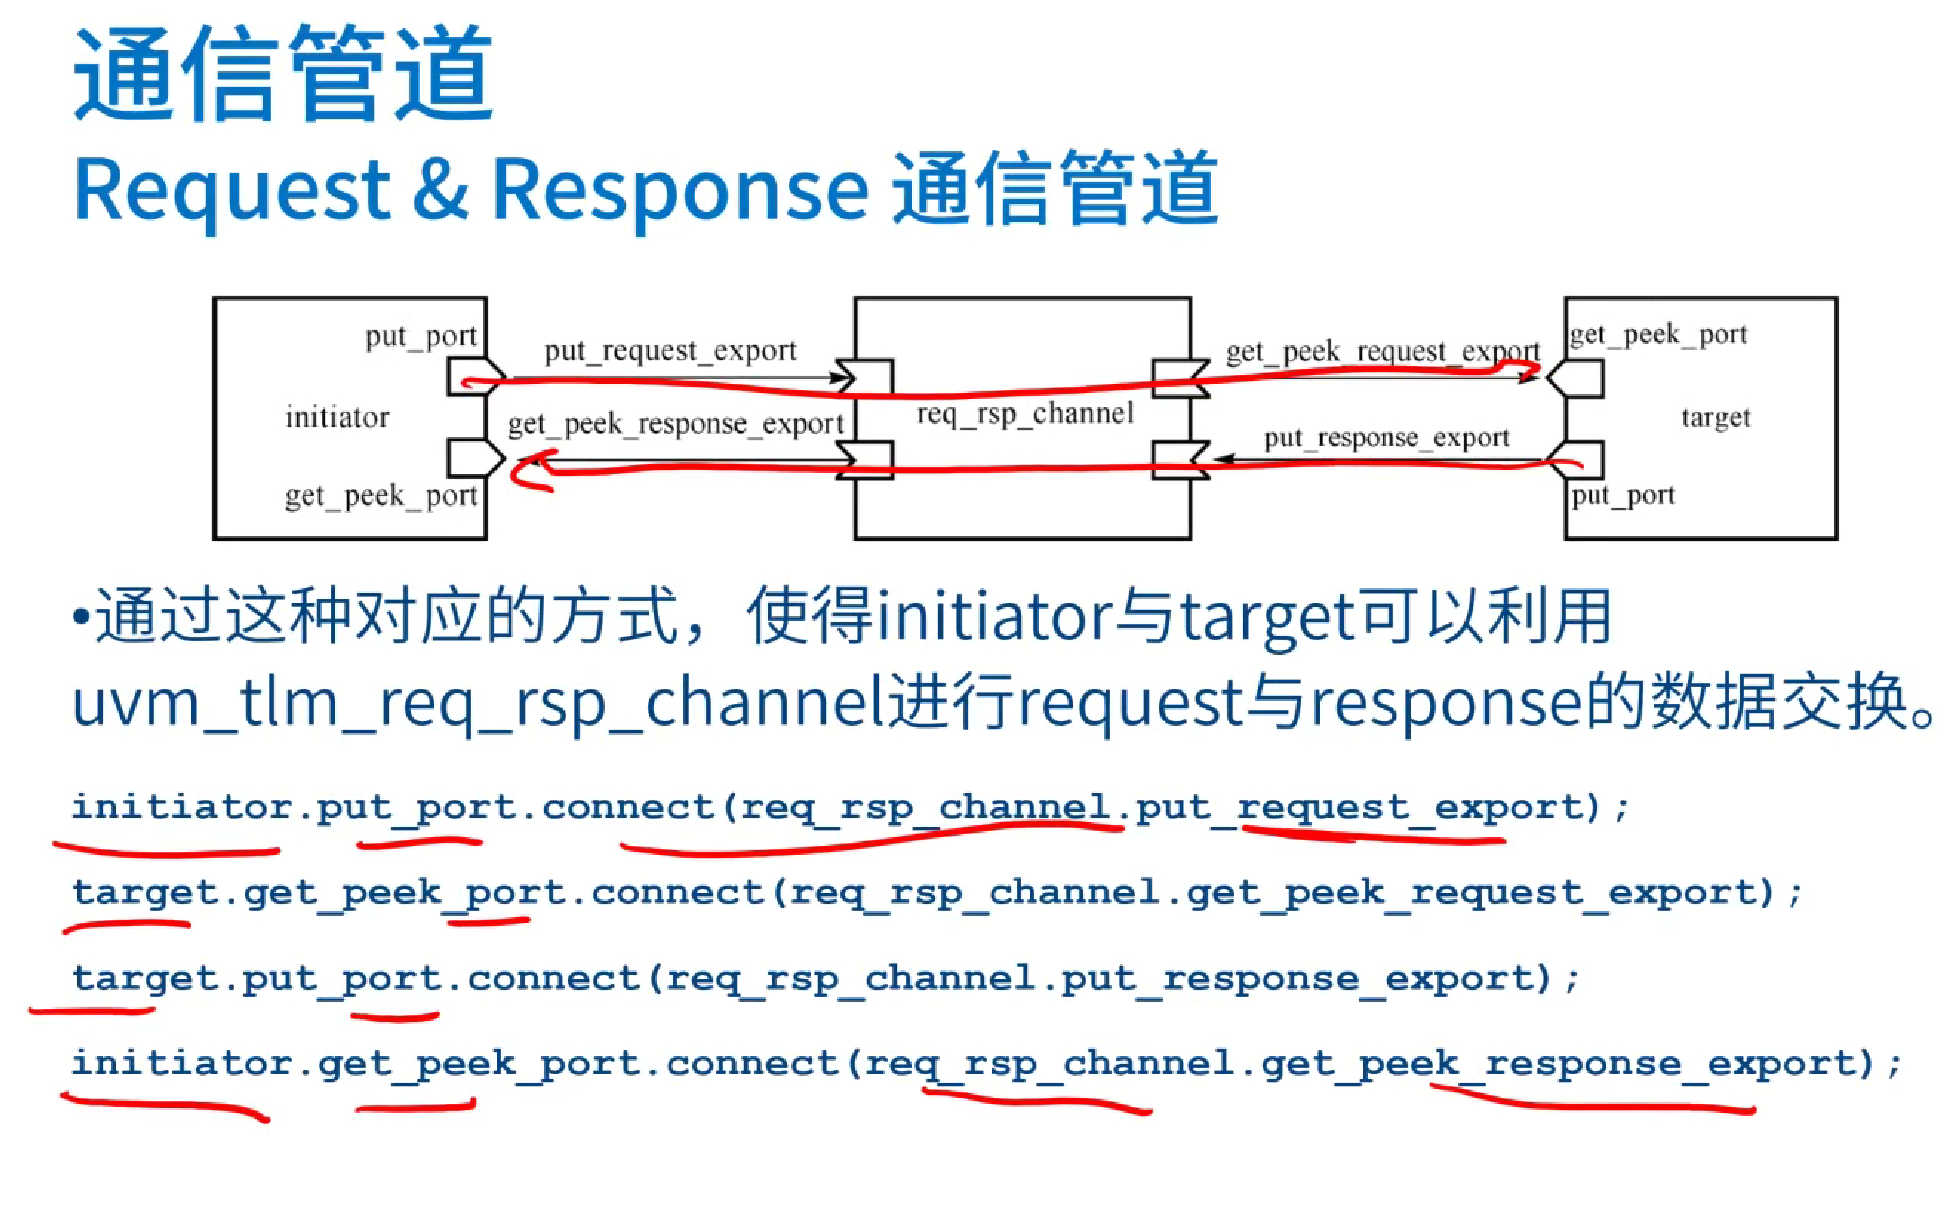 通信管道
Request & Response 通信管道
put_port
put_request_export
get_peek_request_export
get_peek_port
initiator
get_peek_response_export
req_rsp_channel
put_response_export
target
get_peek_port
put_port
•通过这种对应的方式，使得initiator与target可以利用
uvm_tlm_req_rsp_channel进行request与response的数据交换。
initiator.put_port.connect(req_rsp_channel.put_request_export);
target.get_peek_port.connect(req_rsp_channel.get_peek_request_export);
target.put_port.connect(req_rsp_channel.put_response_export);
initiator.get_peek_port.connect(req_rsp_channel.get_peek_response_export);